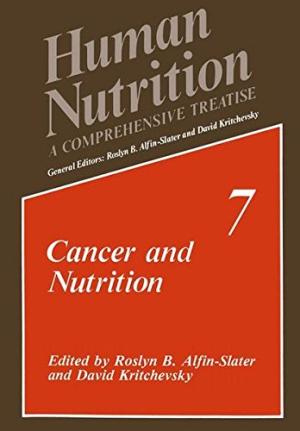 Human
Nutrition
A COMPREHENSIVE TREATISE
General Editors: Roslyn B. Alfin-Slater and David Kritchevsky
7
Cancer and
Nutrition
Edited by Roslyn B. Alfin-Slater
and David Kritchevsky